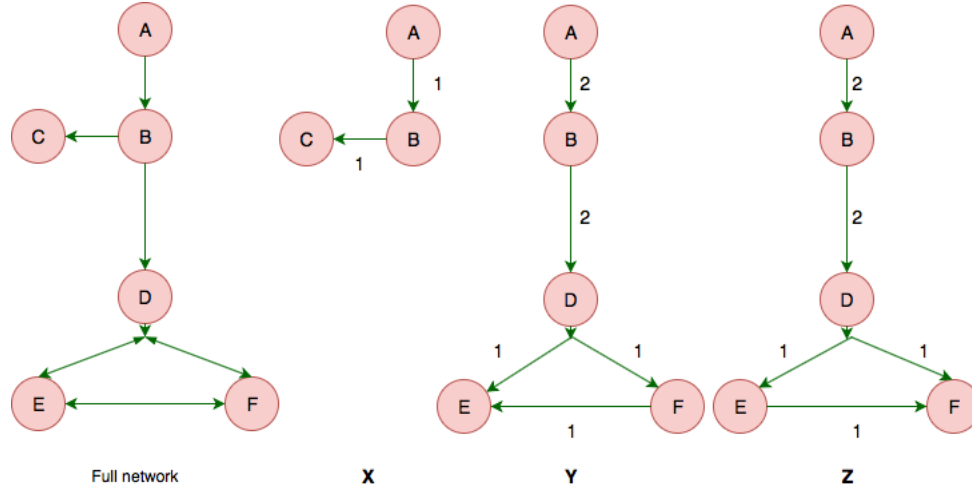 A A A A
1 2 2
C B C B B B
1
2 2
D D D
1 1 1 1
E F E F E F
1 1
Full network X Y Z